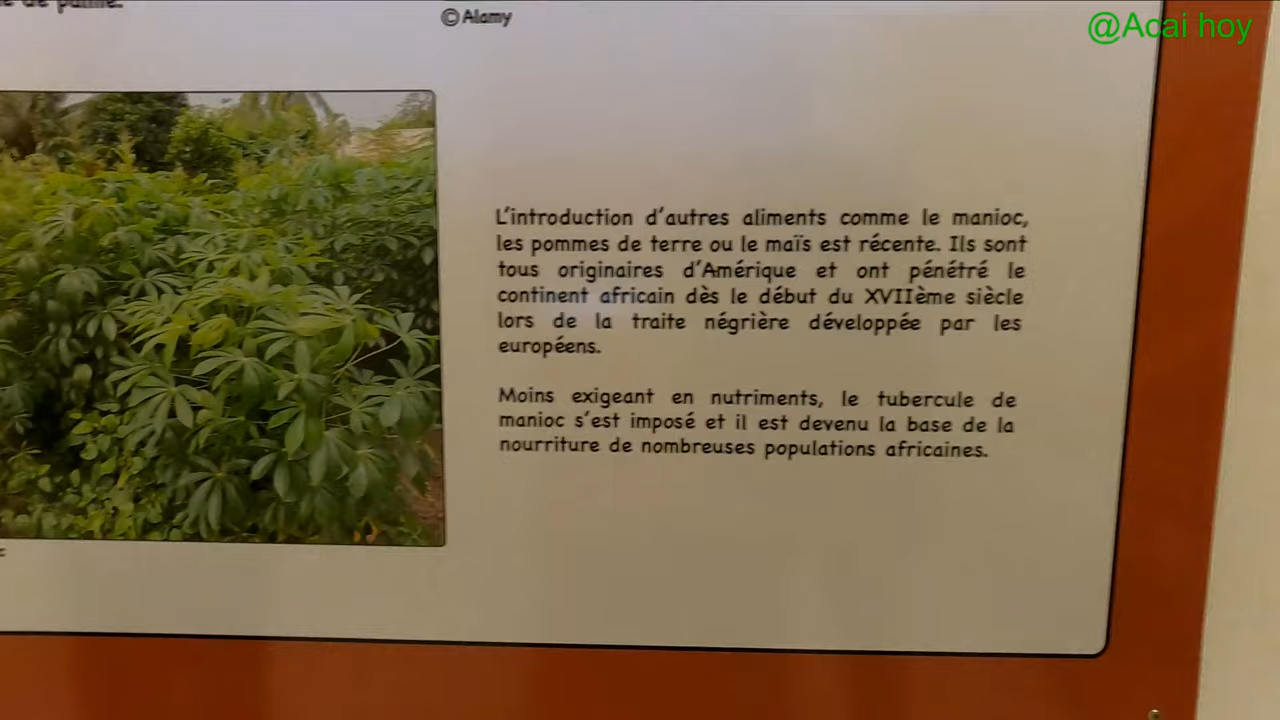 © Alamy
@Acai hoy
L'introduction d'autres aliments comme le manioc,
les pommes de terre ou le maïs est récente. Ils sont
tous originaires d'Amérique et ont pénétré le
continent africain dès le début du XVIIème siècle
lors de la traite négrière développée par les
européens.
Moins exigeant en nutriments, le tubercule de
manioc s'est imposé et il est devenu la base de la
nourriture de nombreuses populations africaines.